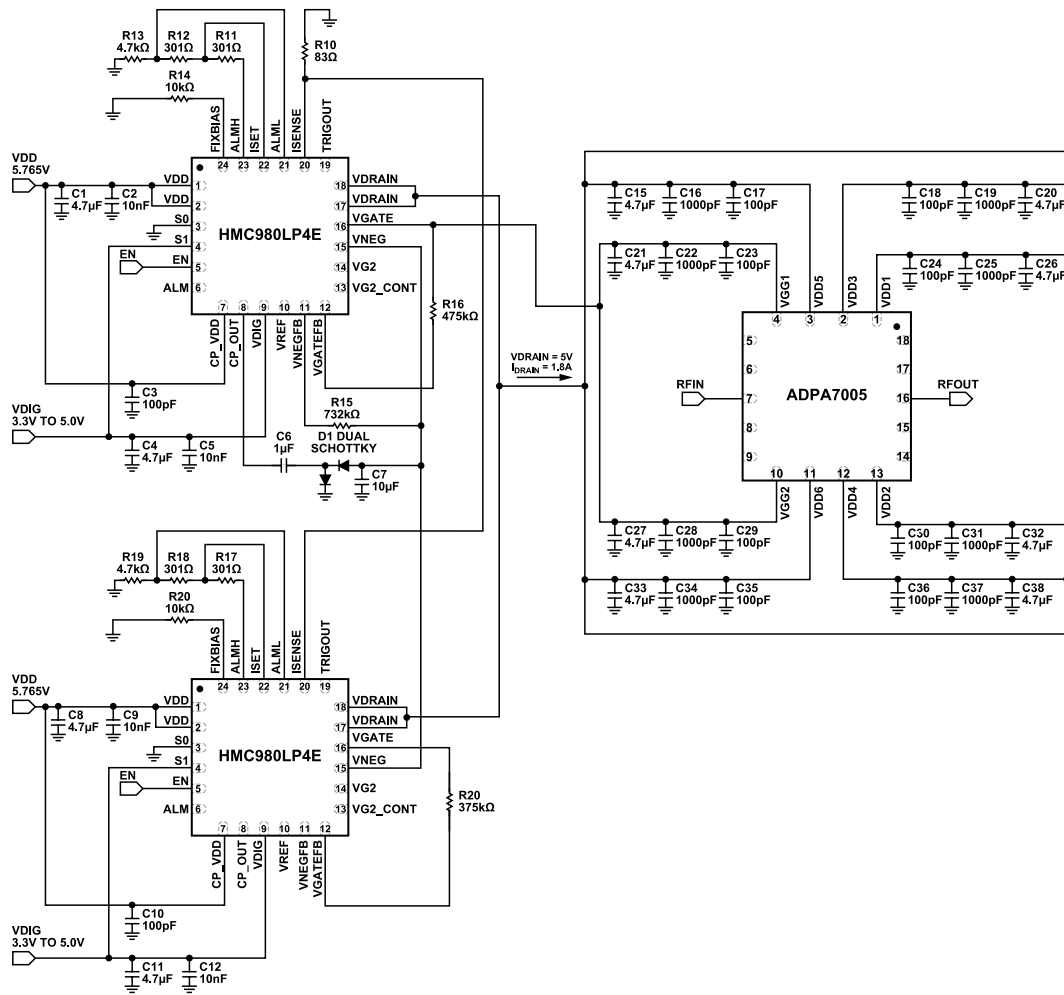 R13
4.7kΩ
R12
301Ω
R11
301Ω
R10
83Ω
R14
10kΩ
FIXBIAS
ALMH
ISET
ALML
ISENSE
TRIGOUT
24
23
22
21
20
19
VDD
5.765V
C1
4.7µF
C2
10nF
VDD
VDD
S0
S1
EN
EN
ALM
1
2
3
4
5
6
HMC980LP4E
18
17
16
15
14
13
VDRAIN
VDRAIN
VGATE
VNEG
VG2
VG2_CONT
7
8
9
10
11
12
CP_VDD
CP_OUT
VDIG
VREF
VNEGFB
VGATEFB
R16
475kΩ
C3
100pF
VDIG
3.3V TO 5.0V
C4
4.7µF
C5
10nF
R15
732kΩ
C6
1µF
D1 DUAL
SCHOTTKY
C7
10µF
VDRAIN = 5V
IDRAIN = 1.8A
C15
4.7µF
C16
1000pF
C17
100pF
C18
100pF
C19
1000pF
C20
4.7µF
C21
4.7µF
C22
1000pF
C23
100pF
C24
100pF
C25
1000pF
C26
4.7µF
VGG1
VDD5
VDD3
VDD1
4
3
2
1
5
6
7
8
9
RFIN
ADPA7005
18
17
16
15
14
RFOUT
10
11
12
13
VGG2
VDD6
VDD4
VDD2
C27
4.7µF
C28
1000pF
C29
100pF
C30
100pF
C31
1000pF
C32
4.7µF
C33
4.7µF
C34
1000pF
C35
100pF
C36
100pF
C37
1000pF
C38
4.7µF
R19
4.7kΩ
R18
301Ω
R17
301Ω
R20
10kΩ
FIXBIAS
ALMH
ISET
ALML
ISENSE
TRIGOUT
24
23
22
21
20
19
VDD
5.765V
C8
4.7µF
C9
10nF
VDD
VDD
S0
S1
EN
EN
ALM
1
2
3
4
5
6
HMC980LP4E
18
17
16
15
14
13
VDRAIN
VDRAIN
VGATE
VNEG
VG2
VG2_CONT
7
8
9
10
11
12
CP_VDD
CP_OUT
VDIG
VREF
VNEGFB
VGATEFB
R20
375kΩ
C10
100pF
VDIG
3.3V TO 5.0V
C11
4.7µF
C12
10nF